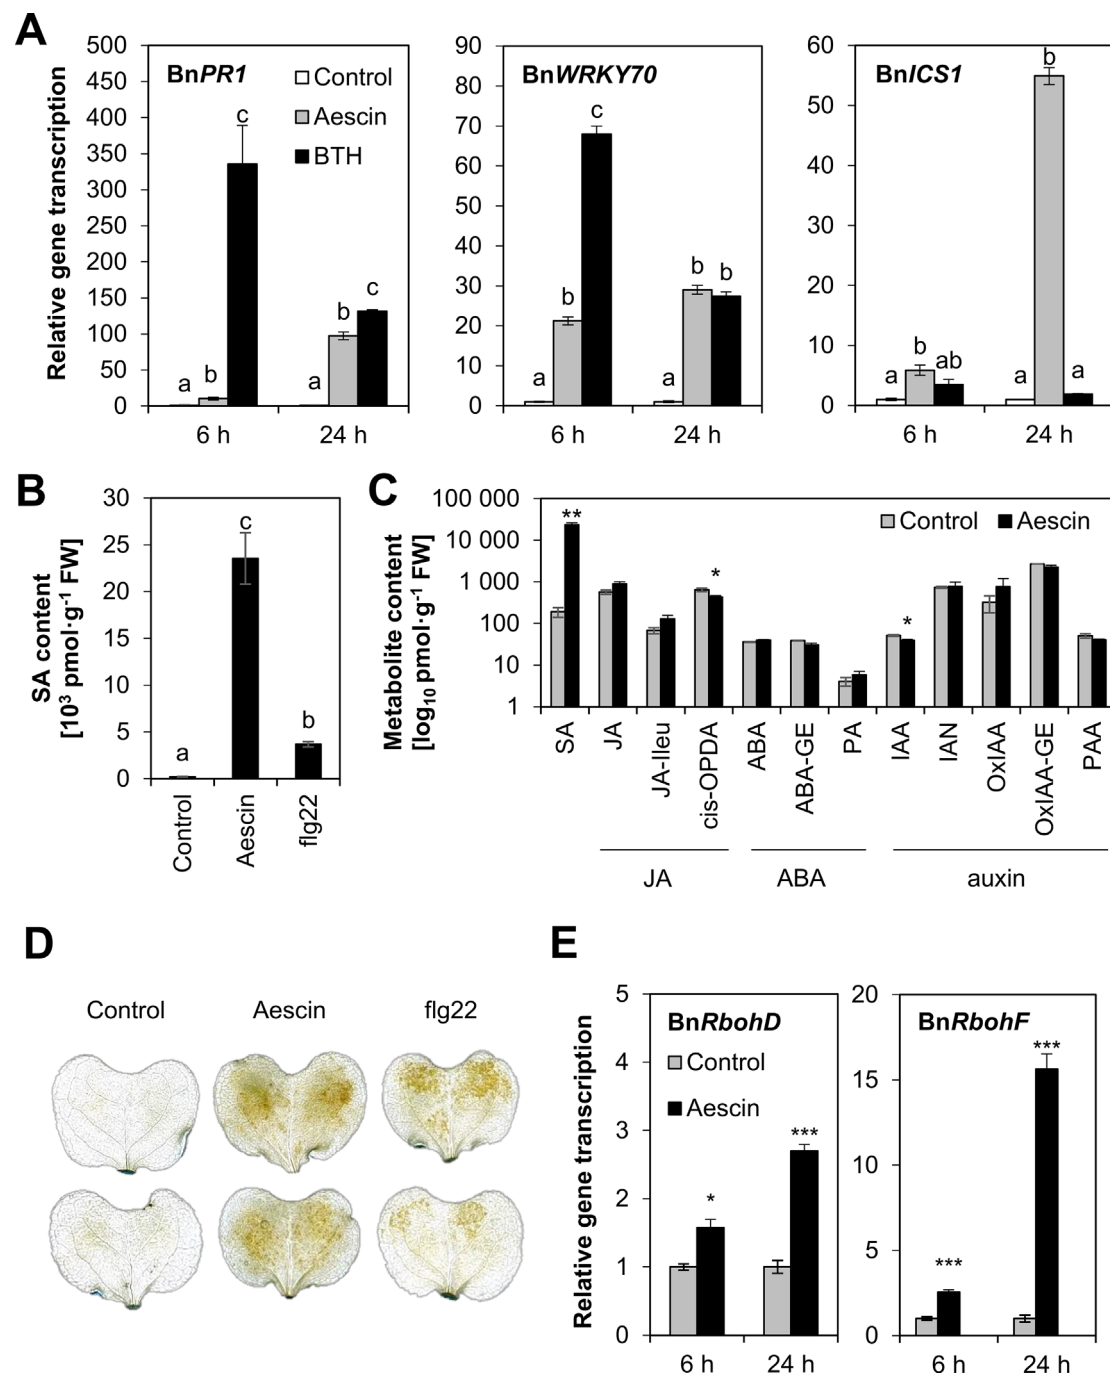 A
Relative gene transcription
500
450
400
350
300
250
200
150
100
50
0
BnPR1
Control
Aescin
BTH
a
b
c
a
b
c
6 h
24 h
90
80
70
60
50
40
30
20
10
0
BnWRKY70
a
b
c
a
b
b
6 h
24 h
60
50
40
30
20
10
0
BnICS1
a
b
ab
a
b
a
6 h
24 h
B
SA content
[10³ pmol·g⁻¹ FW]
30
25
20
15
10
5
0
a
c
b
Control
Aescin
flg22
C
Metabolite content
[log₁₀ pmol·g⁻¹ FW]
100 000
10 000
1 000
100
10
1
Control
Aescin
**
*
*
SA
JA
JA-Ileu
cis-OPDA
ABA
ABA-GE
PA
IAA
IAN
OxIAA
OxIAA-GE
PAA
JA
ABA
auxin
D
Control
Aescin
flg22
E
Relative gene transcription
5
4
3
2
1
0
BnRbohD
Control
Aescin
*
***
6 h
24 h
20
15
10
5
0
BnRbohF
***
***
6 h
24 h